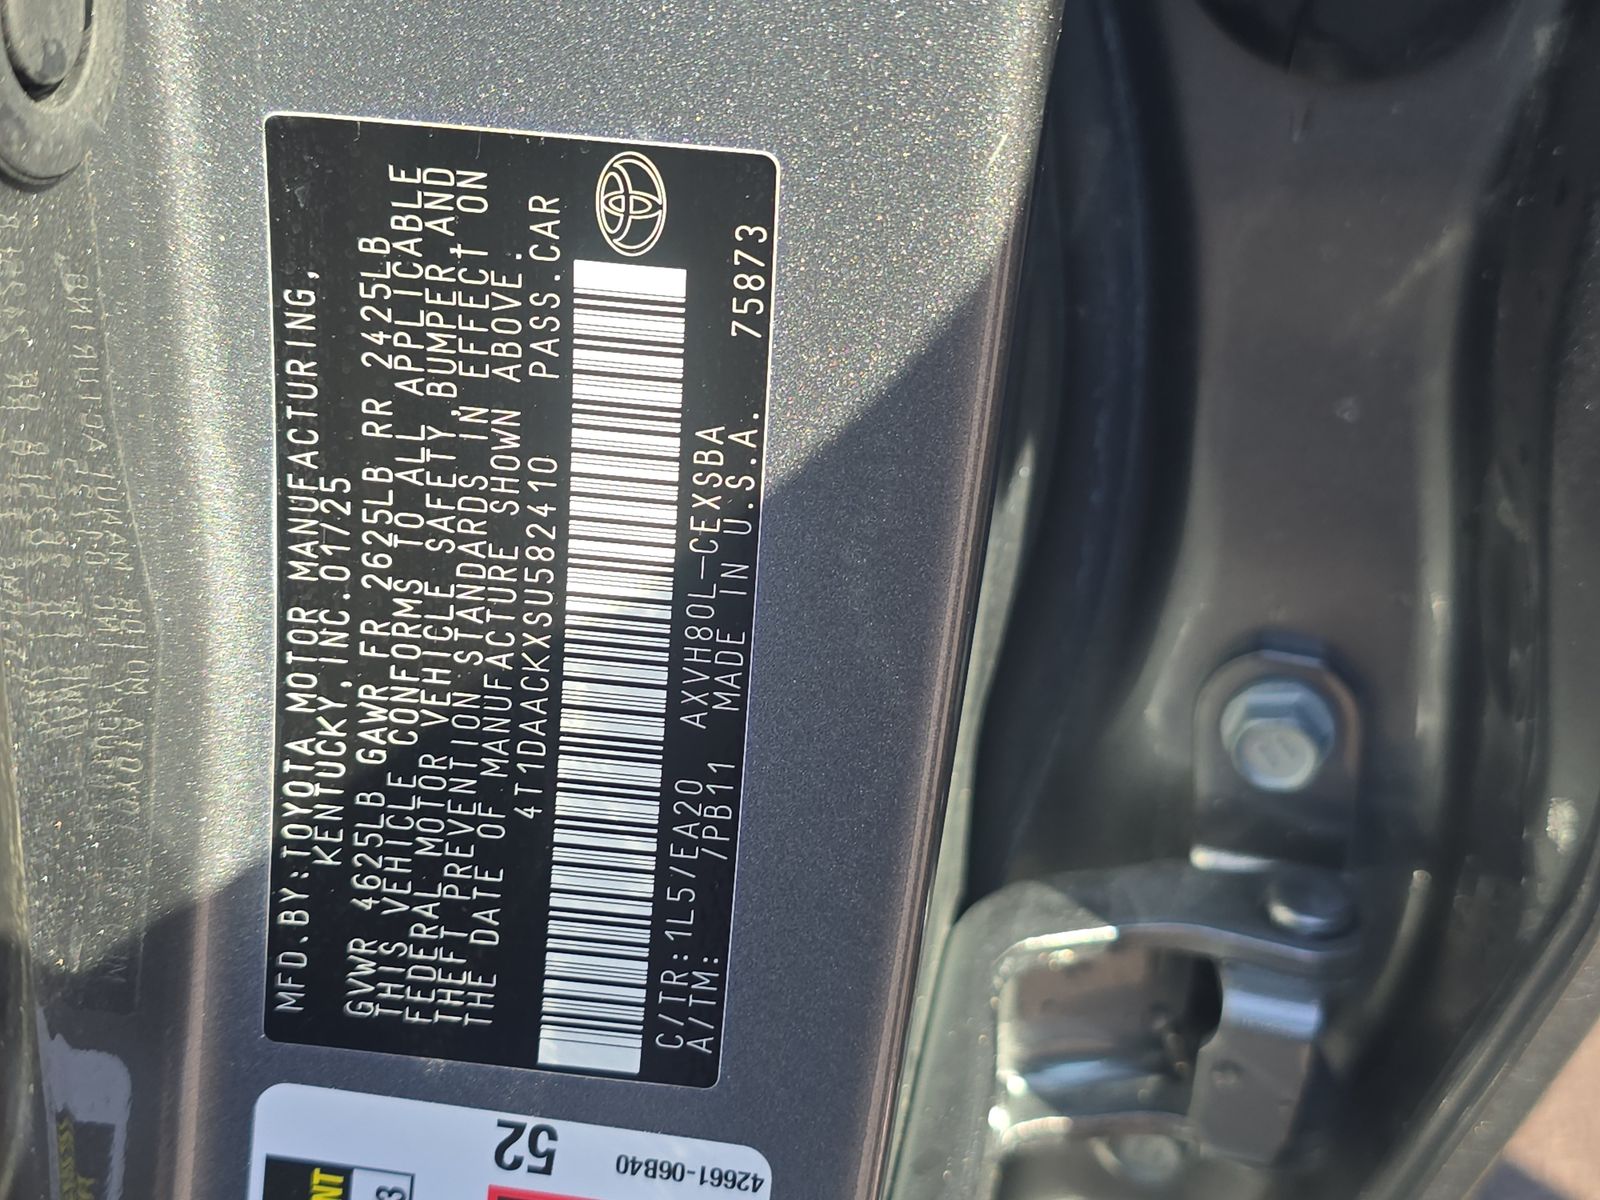 MFD.BY:TOYOTA MOTOR MANUFACTURING,
KENTUCKY,INC.01/25
GVWR 4625LB GAWR FR 2625LB RR 2425LB
THIS VEHICLE CONFORMS TO ALL APPLICABLE
FEDERAL MOTOR VEHICLE SAFETY,BUMPER,AND
THEFT PREVENTION STANDARDS IN EFFECT ON
THE DATE OF MANUFACTURE SHOWN ABOVE.
4T1DAACKXSU582410 PASS.CAR
C/TR:1L5/EA20 AXVH80L-CEXSBA
A/TM: /PB11 MADE IN U.S.A. 75873
52
42661-06B40